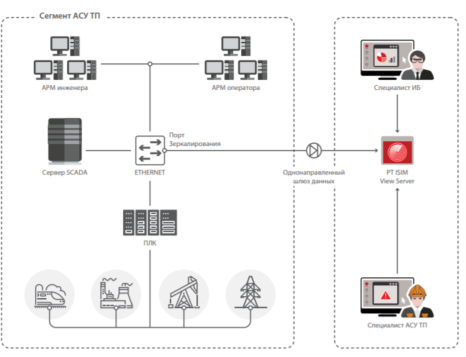 Сегмент АСУ ТП
АРМ инженера
АРМ оператора
Специалист ИБ
Порт
Зеркалирования
Сервер SCADA
ETHERNET
Однонаправленный
шлюз данных
PT ISIM
View Server
ПЛК
Специалист АСУ ТП